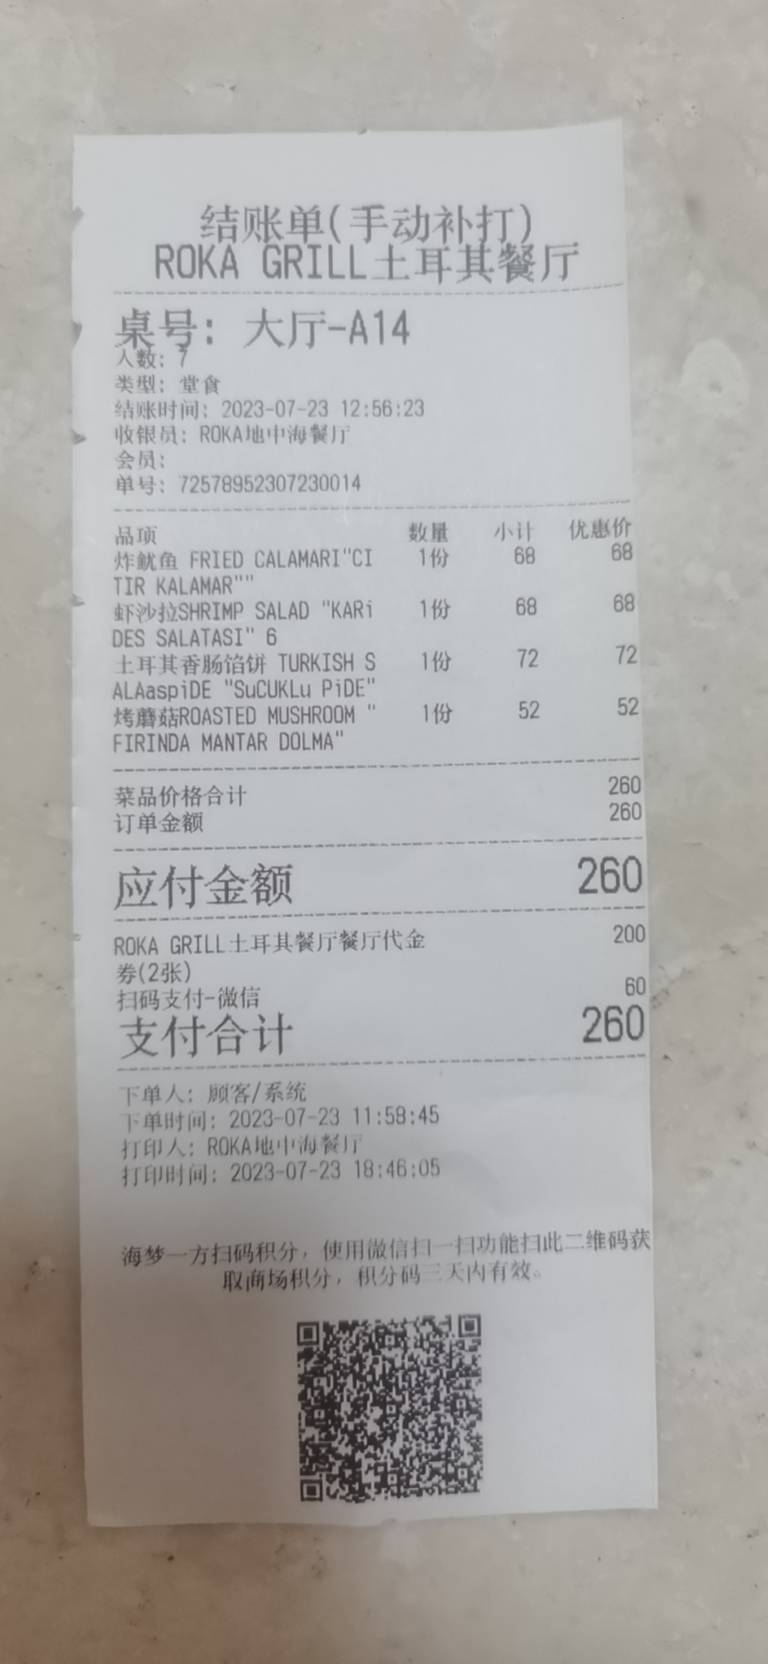 结账单(手动补打)
ROKA GRILL土耳其餐厅
桌号: 大厅-A14
人数: 7
类型: 堂食
结账时间: 2023-07-23 12:56:23
收银员: ROKA地中海餐厅
会员:
单号: 72578952307230014
品项 数量 小计 优惠价
炸鱿鱼 FRIED CALAMARI"CI 1份 68 68
TIR KALAMAR""
虾沙拉SHRIMP SALAD "KARi 1份 68 68
DES SALATASI" 6
土耳其香肠馅饼 TURKISH S 1份 72 72
ALAaspiDE "SuCUKLu PiDE"
烤蘑菇ROASTED MUSHROOM " 1份 52 52
FIRINDA MANTAR DOLMA"
菜品价格合计 260
订单金额 260
应付金额 260
ROKA GRILL土耳其餐厅餐厅代金 200
券(2张)
扫码支付-微信 60
支付合计 260
下单人: 顾客/系统
下单时间: 2023-07-23 11:58:45
打印人: ROKA地中海餐厅
打印时间: 2023-07-23 18:46:05
海梦一方扫码积分, 使用微信扫一扫功能扫此二维码获
取商场积分, 积分码三天内有效。